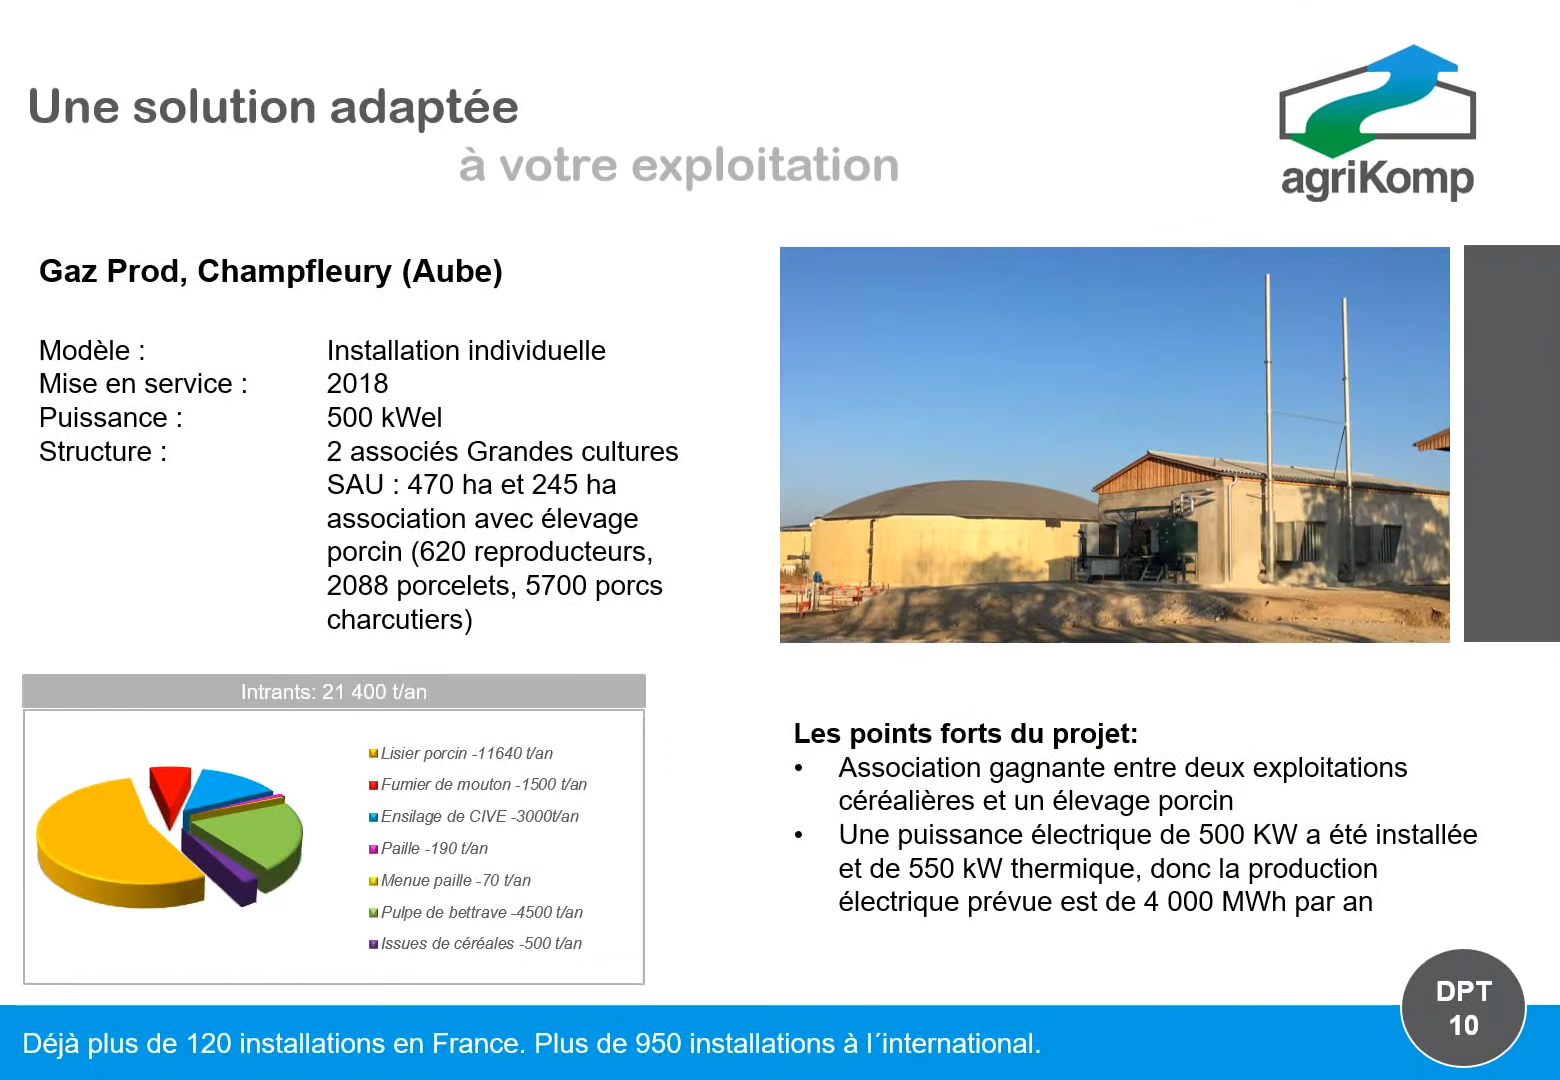 Une solution adaptée
à votre exploitation
agriKomp
Gaz Prod, Champfleury (Aube)
Modèle : Installation individuelle
Mise en service : 2018
Puissance : 500 kWel
Structure : 2 associés Grandes cultures
SAU : 470 ha et 245 ha
association avec élevage
porcin (620 reproducteurs,
2088 porcelets, 5700 porcs
charcutiers)
Intrants: 21 400 t/an
Lisier porcin -11640 t/an
Fumier de mouton -1500 t/an
Ensilage de CIVE -3000t/an
Paille -190 t/an
Menue paille -70 t/an
Pulpe de bettrave -4500 t/an
Issues de céréales -500 t/an
Les points forts du projet:
• Association gagnante entre deux exploitations
céréalières et un élevage porcin
• Une puissance électrique de 500 KW a été installée
et de 550 kW thermique, donc la production
électrique prévue est de 4 000 MWh par an
DPT
10
Déjà plus de 120 installations en France. Plus de 950 installations à l´international.